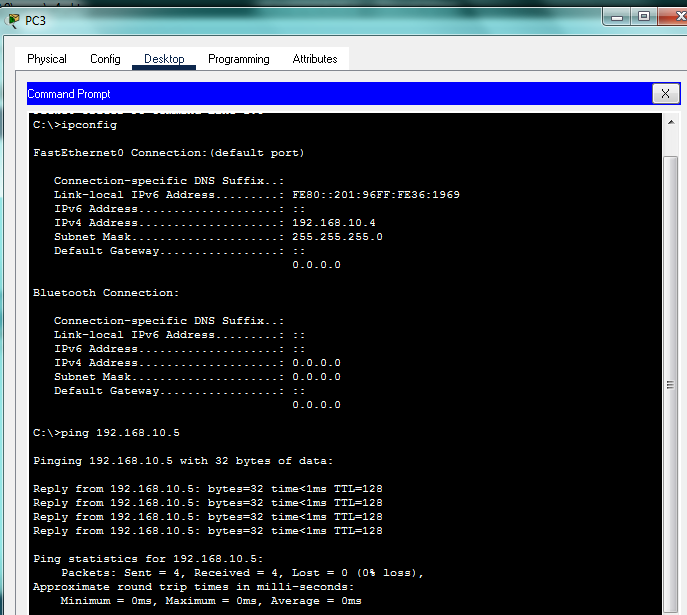 PC3
Physical Config Desktop Programming Attributes
Command Prompt
X
C:\>ipconfig
FastEthernet0 Connection:(default port)
Connection-specific DNS Suffix..:
Link-local IPv6 Address.........: FE80::201:96FF:FE36:1969
IPv6 Address....................: ::
IPv4 Address....................: 192.168.10.4
Subnet Mask.....................: 255.255.255.0
Default Gateway.................: ::
0.0.0.0
Bluetooth Connection:
Connection-specific DNS Suffix..:
Link-local IPv6 Address.........: ::
IPv6 Address....................: ::
IPv4 Address....................: 0.0.0.0
Subnet Mask.....................: 0.0.0.0
Default Gateway.................: ::
0.0.0.0
C:\>ping 192.168.10.5
Pinging 192.168.10.5 with 32 bytes of data:
Reply from 192.168.10.5: bytes=32 time<1ms TTL=128
Reply from 192.168.10.5: bytes=32 time<1ms TTL=128
Reply from 192.168.10.5: bytes=32 time<1ms TTL=128
Reply from 192.168.10.5: bytes=32 time<1ms TTL=128
Ping statistics for 192.168.10.5:
Packets: Sent = 4, Received = 4, Lost = 0 (0% loss),
Approximate round trip times in milli-seconds:
Minimum = 0ms, Maximum = 0ms, Average = 0ms